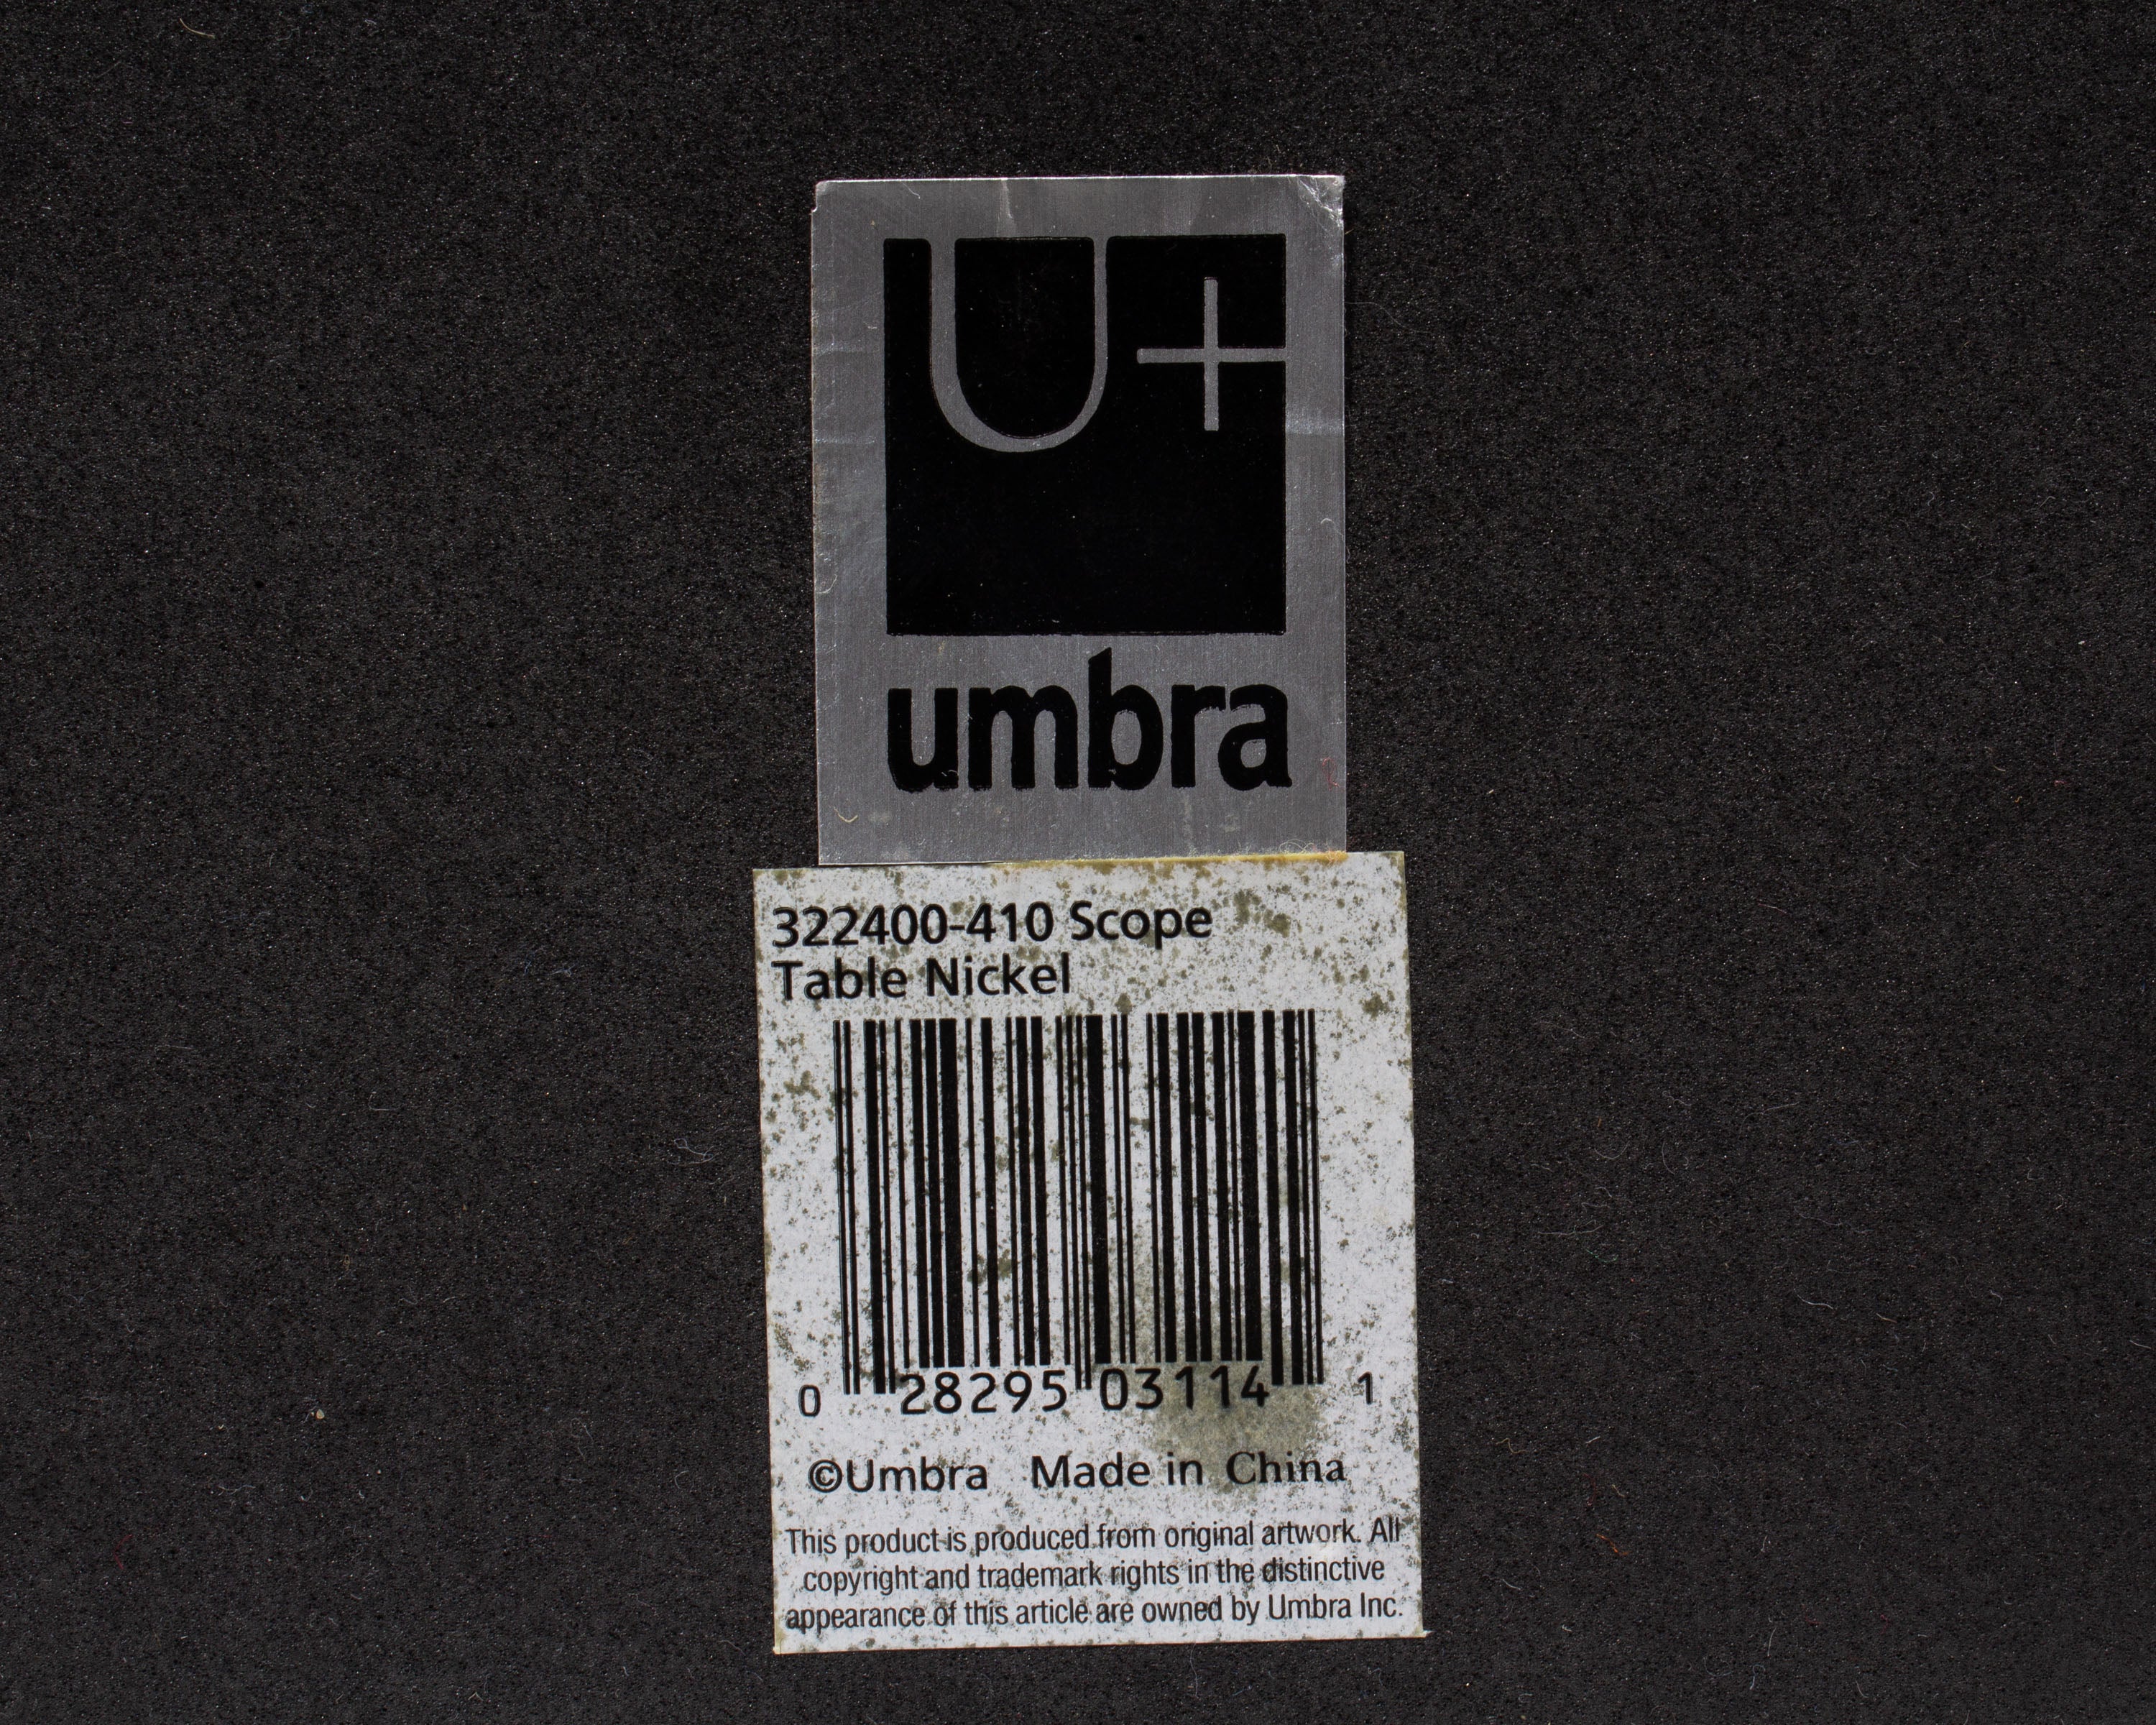 U+
umbra
322400-410 Scope
Table Nickel
0 28295 03114 1
©Umbra Made in China
This product is produced from original artwork. All
copyright and trademark rights in the distinctive
appearance of this article are owned by Umbra Inc.